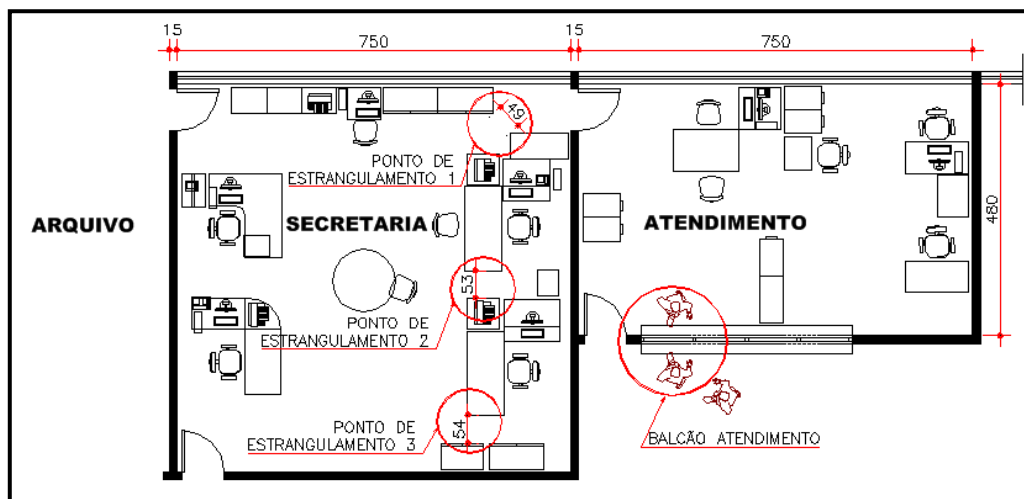 15
750
15
750
49
PONTO DE
ESTRANGULAMENTO 1
ARQUIVO
SECRETARIA
ATENDIMENTO
480
53
PONTO DE
ESTRANGULAMENTO 2
PONTO DE
ESTRANGULAMENTO 3
54
BALCÃO ATENDIMENTO